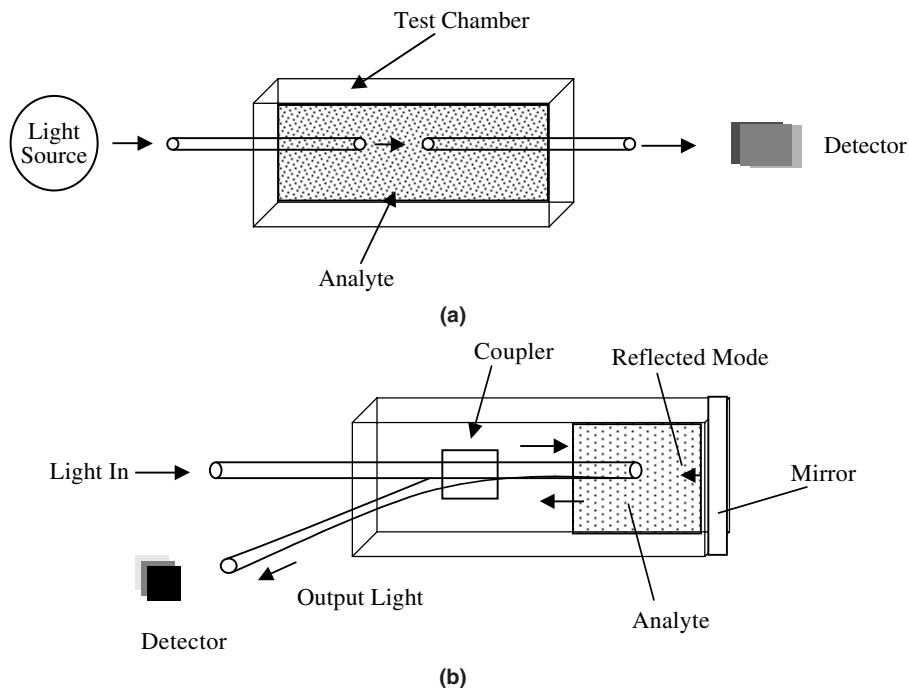 (a)
Test Chamber
Light
Source
Detector
Analyte
(a)
Coupler
Reflected Mode
Light In
Mirror
Output Light
Analyte
Detector
(b)